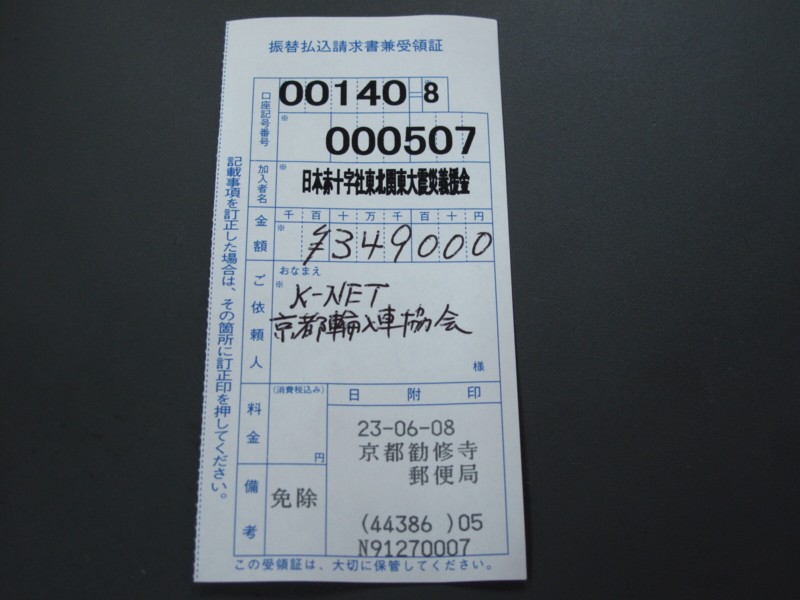 振替払込請求書兼受領証
口座記号番号
00140=8
※
000507
加入者名
※
日本赤十字社東北関東大震災義援金
金額
千百十万千百十円
※
¥349000
ご依頼人
おなまえ
※
K-NET
京都輸入車協会
様
料金
(消費税込み)
円
日附印
23-06-08
京都勧修寺
郵便局
(44386 )05
N91270007
備考
免除
記載事項を訂正した場合は、その箇所に訂正印を押してください。
この受領証は、大切に保管してください。